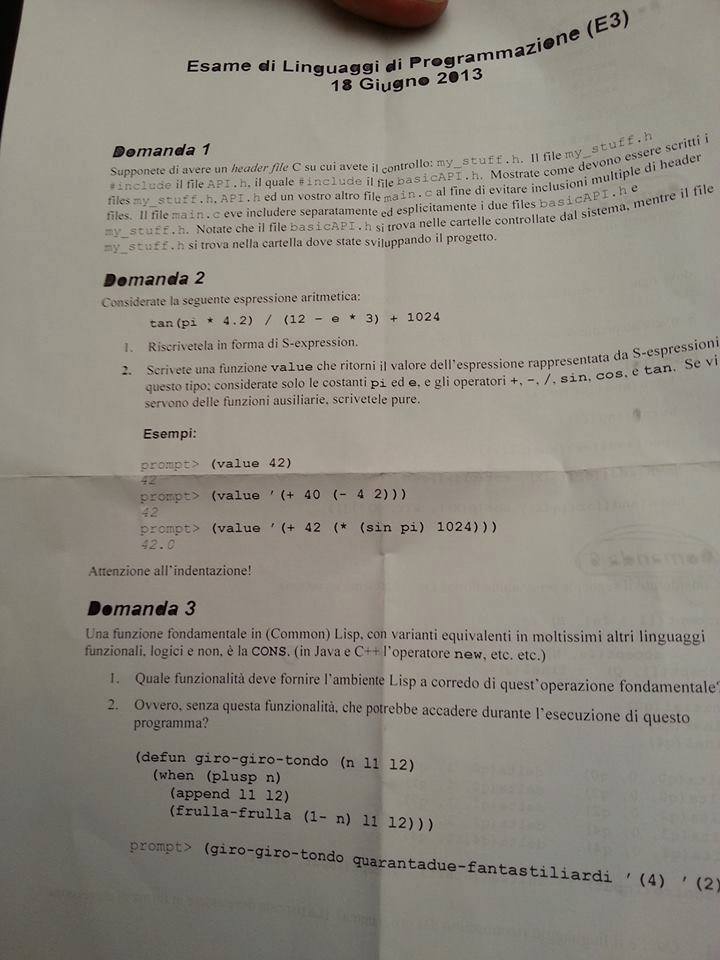 Esame di Linguaggi di Programmazione (E3)
18 Giugno 2013
Domanda 1
Supponete di avere un header file C su cui avete il controllo: my_stuff.h. Il file my_stuff.h
#include il file API.h, il quale #include il file basicAPI.h. Mostrate come devono essere scritti i
files my_stuff.h, API.h ed un vostro altro file main.c al fine di evitare inclusioni multiple di header
files. Il file main.c eve includere separatamente ed esplicitamente i due files basicAPI.h e
my_stuff.h. Notate che il file basicAPI.h si trova nelle cartelle controllate dal sistema, mentre il file
my_stuff.h si trova nella cartella dove state sviluppando il progetto.
Domanda 2
Considerate la seguente espressione aritmetica:
tan(pi * 4.2) / (12 - e * 3) + 1024
1. Riscrivetela in forma di S-expression.
2. Scrivete una funzione value che ritorni il valore dell'espressione rappresentata da S-espressioni
questo tipo; considerate solo le costanti pi ed e, e gli operatori +, -, /, sin, cos, e tan. Se vi
servono delle funzioni ausiliarie, scrivetele pure.
Esempi:
prompt> (value 42)
42
prompt> (value '(+ 40 (- 4 2)))
42
prompt> (value '(+ 42 (* (sin pi) 1024)))
42.0
Attenzione all'indentazione!
Domanda 3
Una funzione fondamentale in (Common) Lisp, con varianti equivalenti in moltissimi altri linguaggi
funzionali, logici e non, è la CONS. (in Java e C++ l'operatore new, etc. etc.)
1. Quale funzionalità deve fornire l'ambiente Lisp a corredo di quest'operazione fondamentale?
2. Ovvero, senza questa funzionalità, che potrebbe accadere durante l'esecuzione di questo
programma?
(defun giro-giro-tondo (n l1 l2)
(when (plusp n)
(append l1 l2)
(frulla-frulla (1- n) l1 l2)))
prompt> (giro-giro-tondo quarantadue-fantastiliardi '(4) '(2)